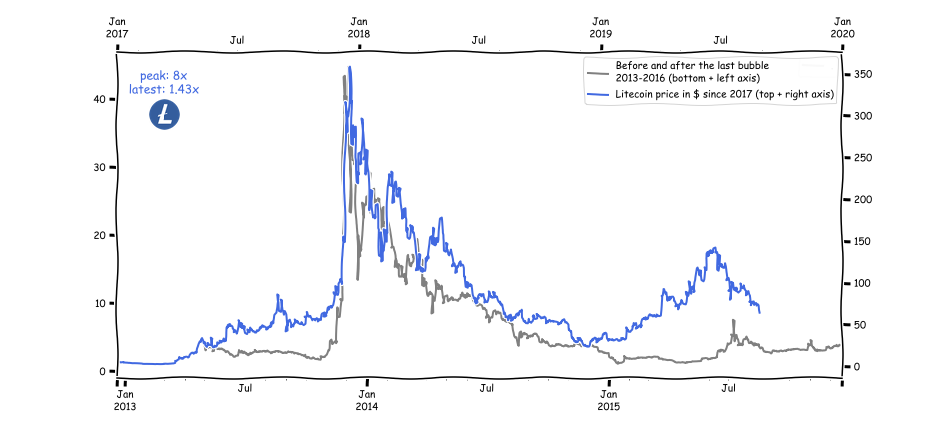 Jan
2017
Jul
Jan
2018
Jul
Jan
2019
Jul
Jan
2020
peak: 8x
latest: 1.43x
Ł
Before and after the last bubble
2013-2016 (bottom + left axis)
Litecoin price in $ since 2017 (top + right axis)
40
30
20
10
0
350
300
250
200
150
100
50
0
Jan
2013
Jul
Jan
2014
Jul
Jan
2015
Jul